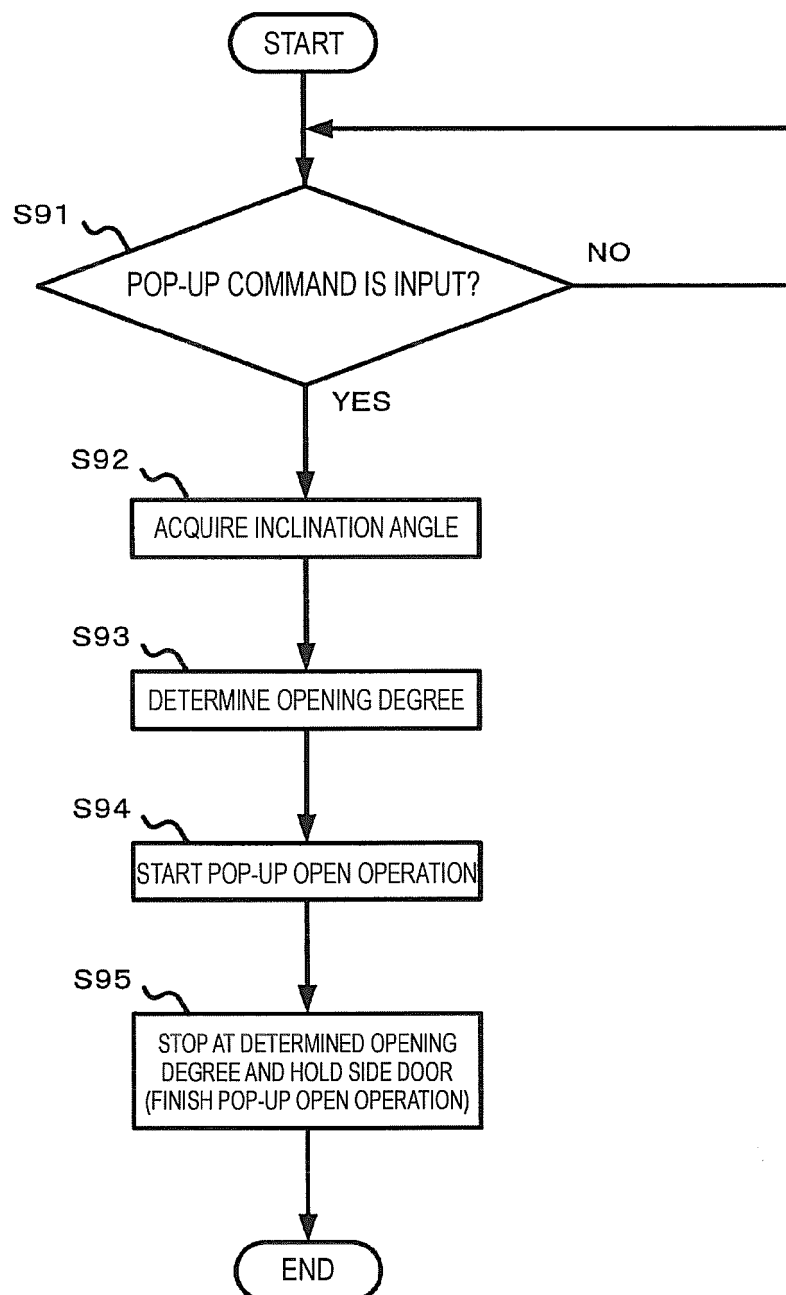 START
S91
POP-UP COMMAND IS INPUT?
NO
YES
S92
ACQUIRE INCLINATION ANGLE
S93
DETERMINE OPENING DEGREE
S94
START POP-UP OPEN OPERATION
S95
STOP AT DETERMINED OPENING
DEGREE AND HOLD SIDE DOOR
(FINISH POP-UP OPEN OPERATION)
END